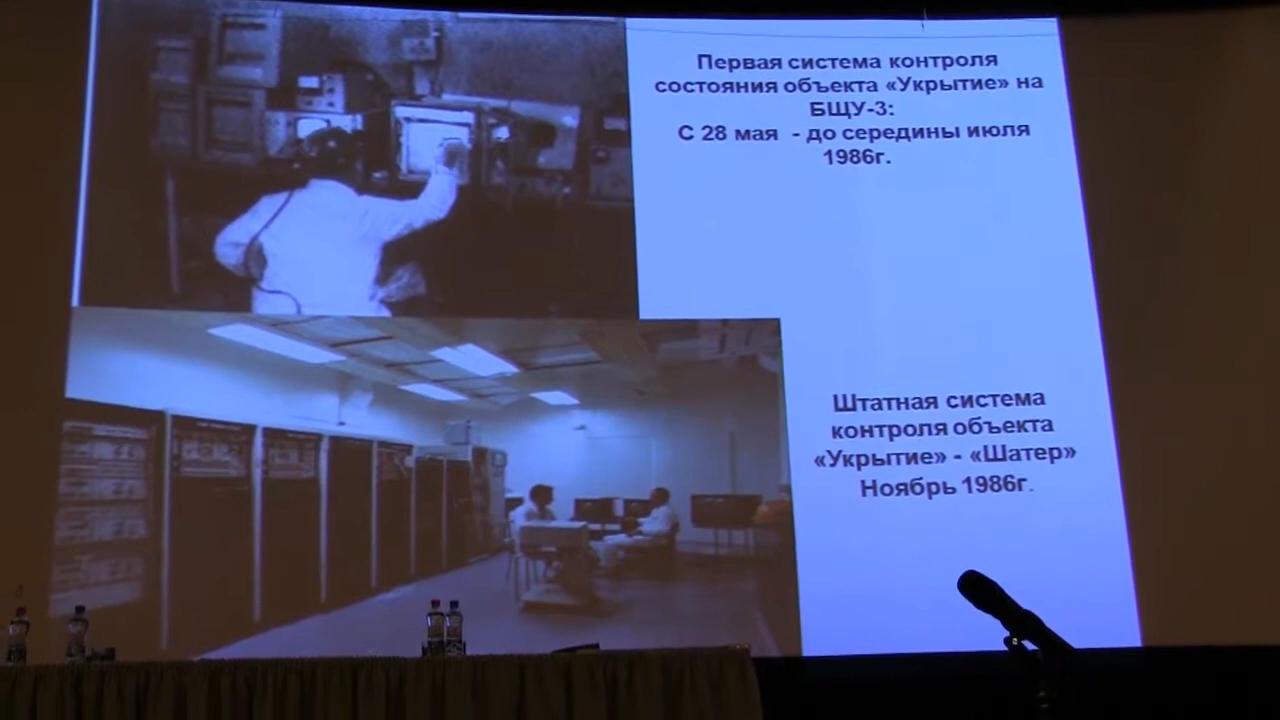 Первая система контроля
состояния объекта «Укрытие» на
БЩУ-3:
С 28 мая - до середины июля
1986г.
Штатная система
контроля объекта
«Укрытие» - «Шатер»
Ноябрь 1986г.